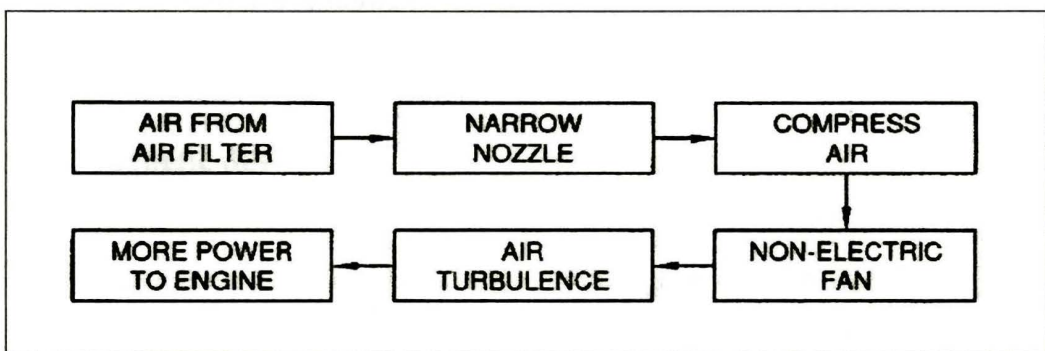 AIR FROM
AIR FILTER
NARROW
NOZZLE
COMPRESS
AIR
NON-ELECTRIC
FAN
AIR
TURBULENCE
MORE POWER
TO ENGINE